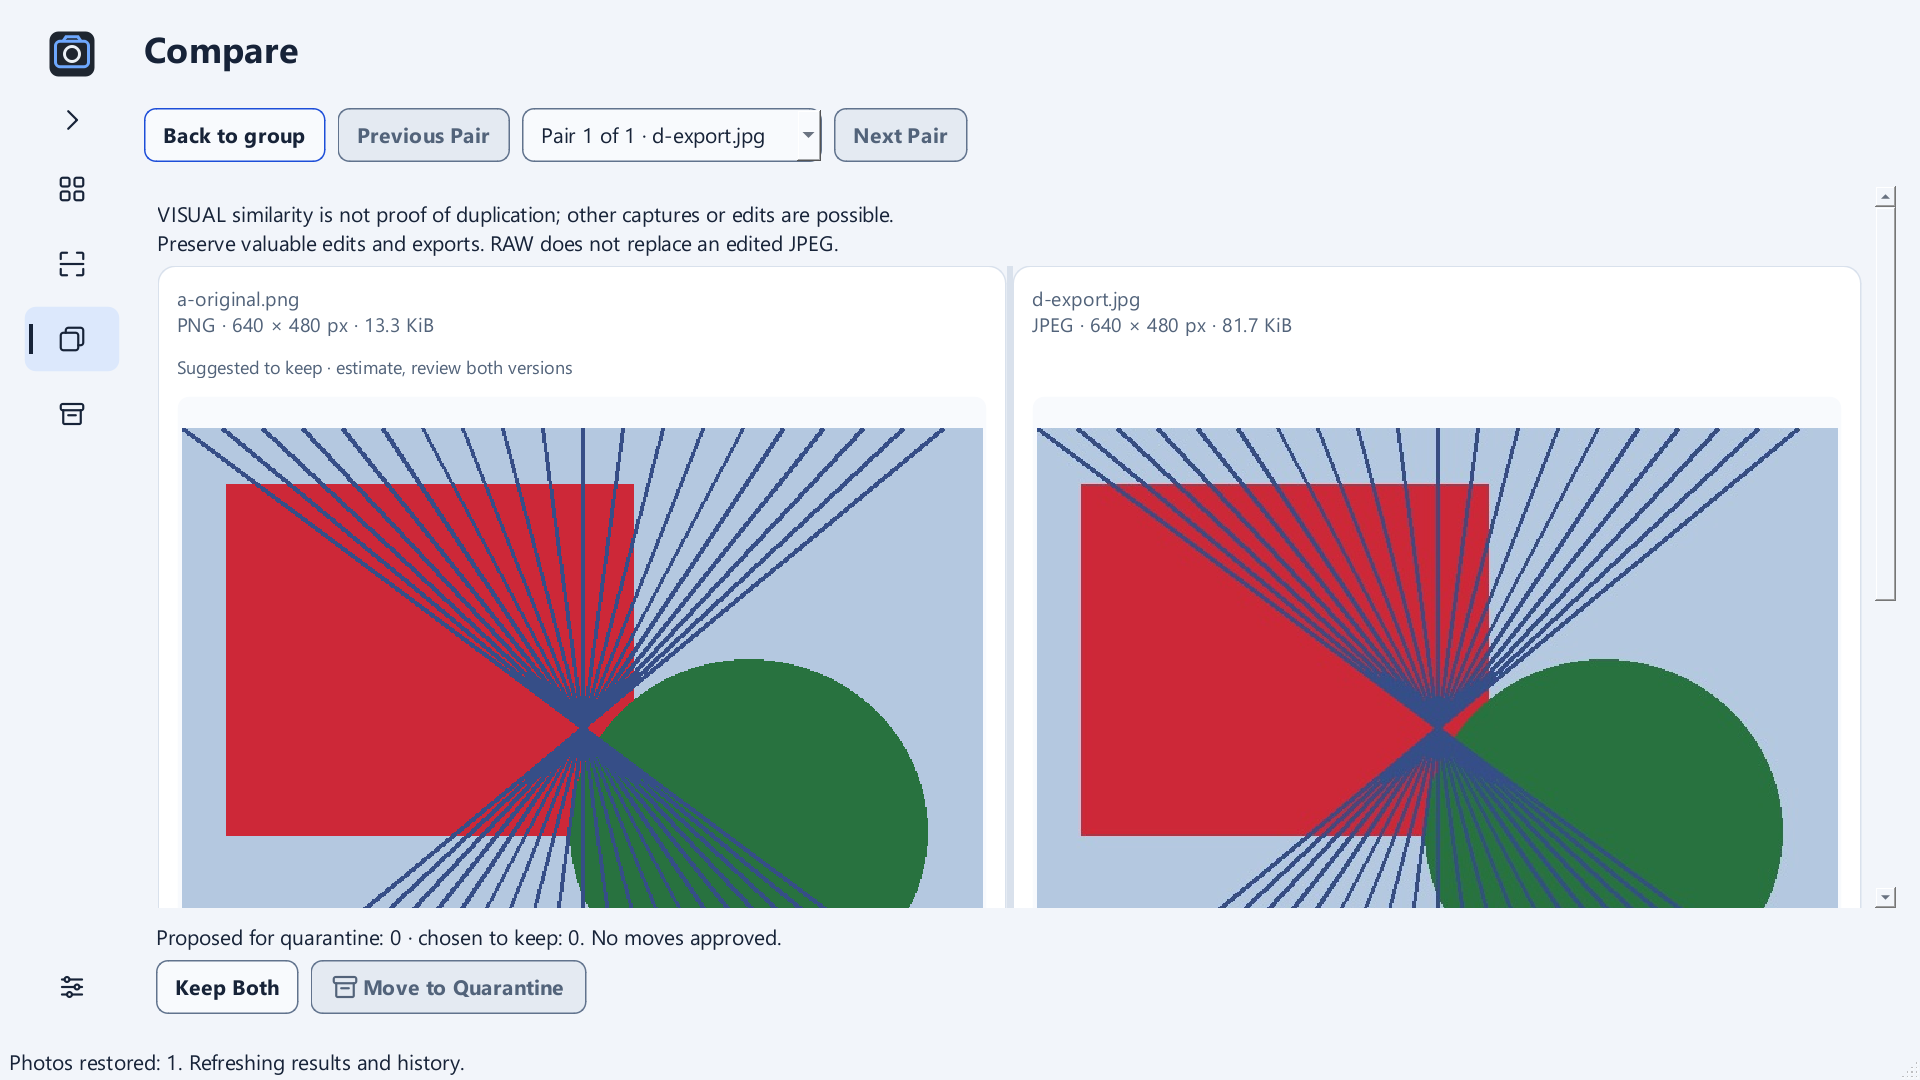 Compare
Back to group
Previous Pair
Pair 1 of 1 · d-export.jpg
Next Pair
VISUAL similarity is not proof of duplication; other captures or edits are possible.
Preserve valuable edits and exports. RAW does not replace an edited JPEG.
a-original.png
PNG · 640 × 480 px · 13.3 KiB
Suggested to keep · estimate, review both versions
d-export.jpg
JPEG · 640 × 480 px · 81.7 KiB
Proposed for quarantine: 0 · chosen to keep: 0. No moves approved.
Keep Both
Move to Quarantine
Photos restored: 1. Refreshing results and history.